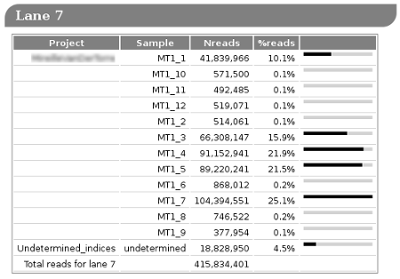 Lane 7
Project Sample Nreads %reads
MT1_1 41,839,966 10.1%
MT1_10 571,500 0.1%
MT1_11 492,485 0.1%
MT1_12 519,071 0.1%
MT1_2 514,061 0.1%
MT1_3 66,308,147 15.9%
MT1_4 91,152,941 21.9%
MT1_5 89,220,241 21.5%
MT1_6 868,012 0.2%
MT1_7 104,394,551 25.1%
MT1_8 746,522 0.2%
MT1_9 377,954 0.1%
Undetermined_indices undetermined 18,828,950 4.5%
Total reads for lane 7 415,834,401